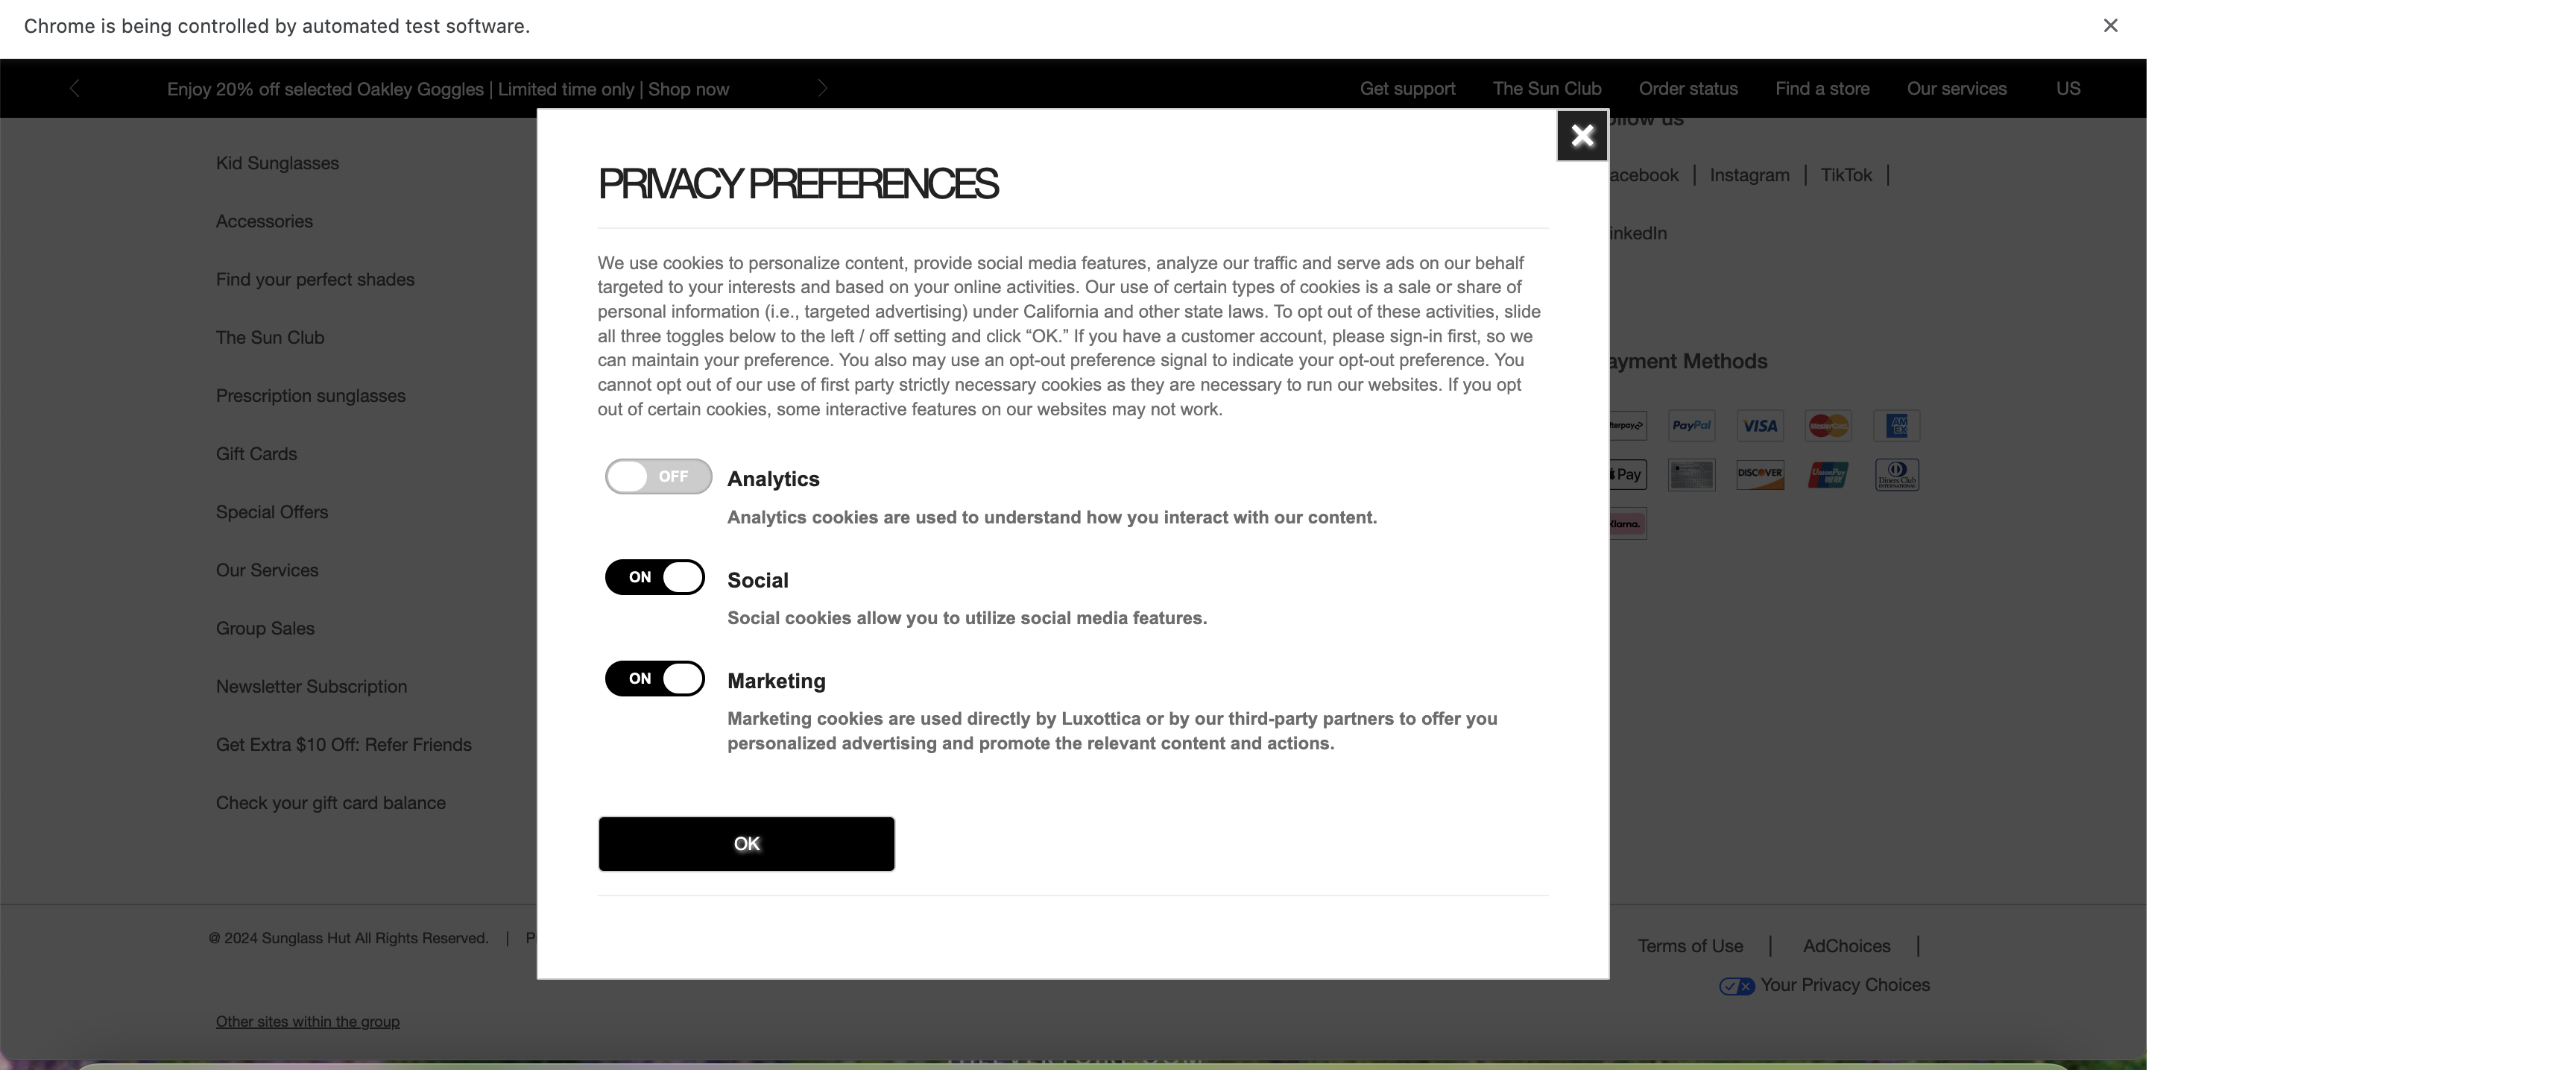 Chrome is being controlled by automated test software.
Enjoy 20% off selected Oakley Goggles | Limited time only | Shop now
Get support The Sun Club Order status Find a store Our services US
Kid Sunglasses
Accessories
Find your perfect shades
The Sun Club
Prescription sunglasses
Gift Cards
Special Offers
Our Services
Group Sales
Newsletter Subscription
Get Extra $10 Off: Refer Friends
Check your gift card balance
PRIVACY PREFERENCES
We use cookies to personalize content, provide social media features, analyze our traffic and serve ads on our behalf
targeted to your interests and based on your online activities. Our use of certain types of cookies is a sale or share of
personal information (i.e., targeted advertising) under California and other state laws. To opt out of these activities, slide
all three toggles below to the left / off setting and click “OK.” If you have a customer account, please sign-in first, so we
can maintain your preference. You also may use an opt-out preference signal to indicate your opt-out preference. You
cannot opt out of our use of first party strictly necessary cookies as they are necessary to run our websites. If you opt
out of certain cookies, some interactive features on our websites may not work.
OFF Analytics
Analytics cookies are used to understand how you interact with our content.
ON Social
Social cookies allow you to utilize social media features.
ON Marketing
Marketing cookies are used directly by Luxottica or by our third-party partners to offer you
personalized advertising and promote the relevant content and actions.
OK
ollow us
acebook | Instagram | TikTok |
inkedIn
ayment Methods
terpay PayPal VISA MasterCard AM EX
Pay DISCOVER UnionPay Diners Club INTERNATIONAL
Klarna.
@ 2024 Sunglass Hut All Rights Reserved. | P
Terms of Use | AdChoices |
Your Privacy Choices
Other sites within the group